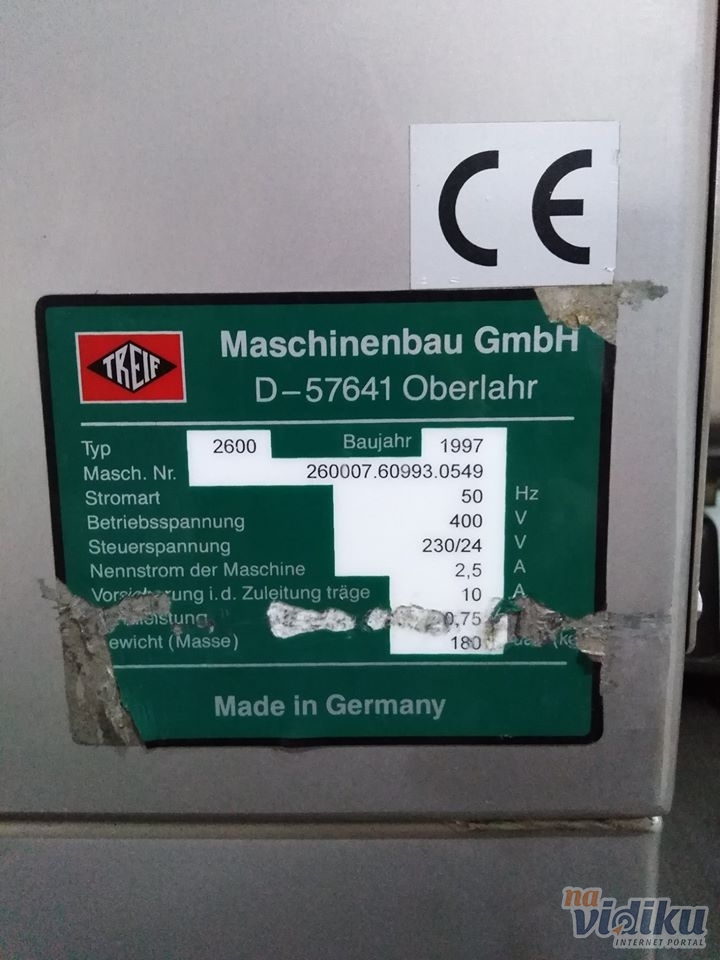 CE
TREIF
Maschinenbau GmbH
D-57641 Oberlahr
Typ 2600 Baujahr 1997
Masch. Nr. 260007.60993.0549
Stromart 50 Hz
Betriebsspannung 400 V
Steuerspannung 230/24 V
Nennstrom der Maschine 2,5 A
i.d. Zuleitung träge 10 A
0,75
(Masse) 180
Made in Germany
na
vidiku
INTERNET PORTAL